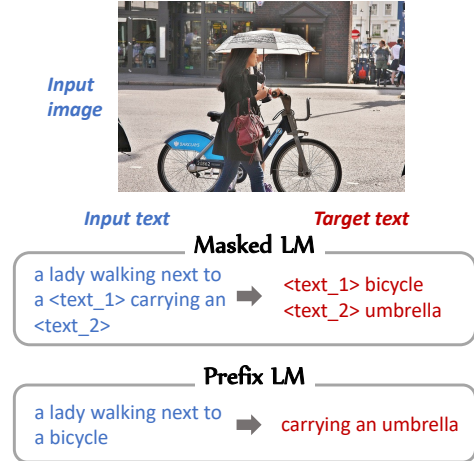 Input
image
BARCLAYS
Input text
Target text
Masked LM
a lady walking next to
a <text_1> carrying an
<text_2>
<text_1> bicycle
<text_2> umbrella
Prefix LM
a lady walking next to
a bicycle
carrying an umbrella